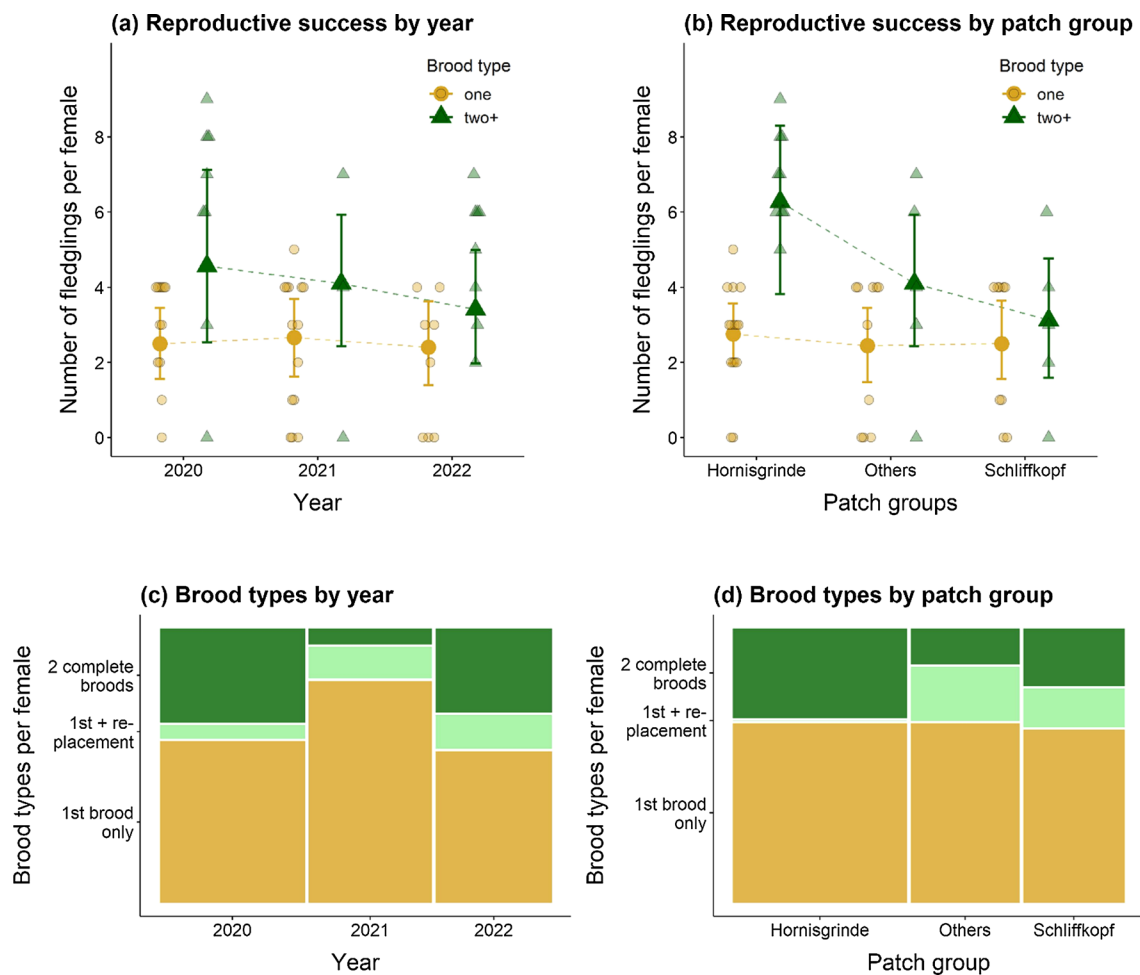 (a) Reproductive success by year
Number of fledglings per female
8
6
4
2
0
Brood type
one
two+
2020 2021 2022
Year
(b) Reproductive success by patch group
Number of fledglings per female
8
6
4
2
0
Brood type
one
two+
Hornisgrinde Others Schliffkopf
Patch groups
(c) Brood types by year
Brood types per female
2 complete
broods
1st + re-
placement
1st brood
only
2020 2021 2022
Year
(d) Brood types by patch group
Brood types per female
2 complete
broods
1st + re-
placement
1st brood
only
Hornisgrinde Others Schliffkopf
Patch group